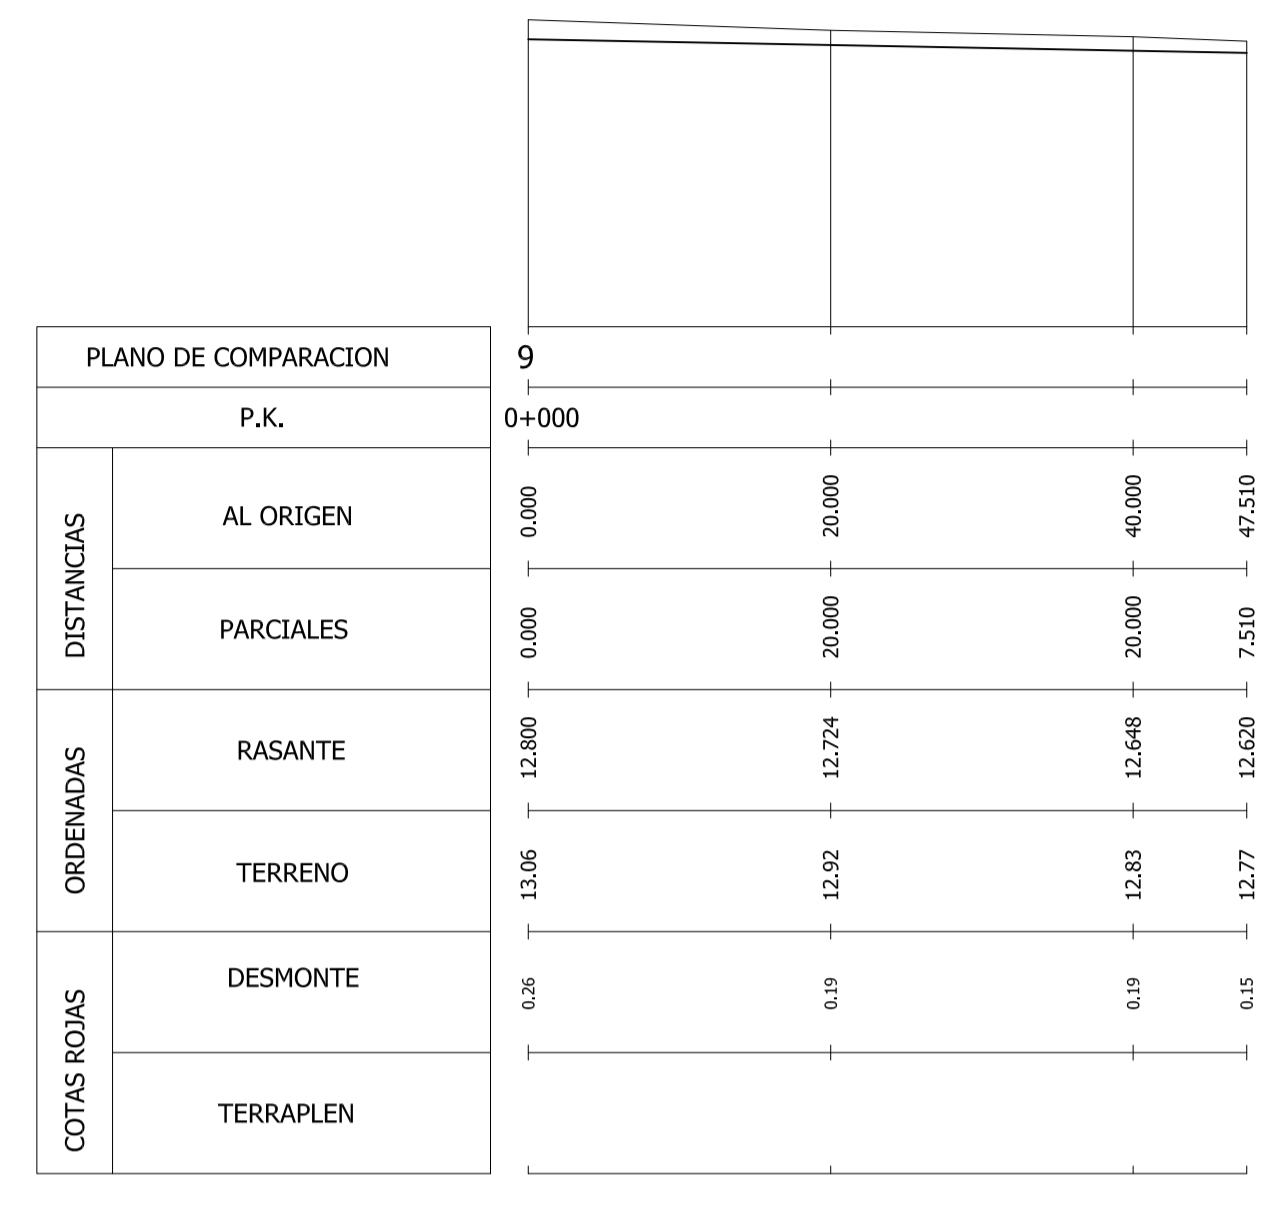 PLANO DE COMPARACION 9
P.K. 0+000
DISTANCIAS
AL ORIGEN 0.000 20.000 40.000 47.510
PARCIALES 0.000 20.000 20.000 7.510
ORDENADAS
RASANTE 12.800 12.724 12.648 12.620
TERRENO 13.06 12.92 12.83 12.77
COTAS ROJAS
DESMONTE 0.26 0.19 0.19 0.15
TERRAPLEN